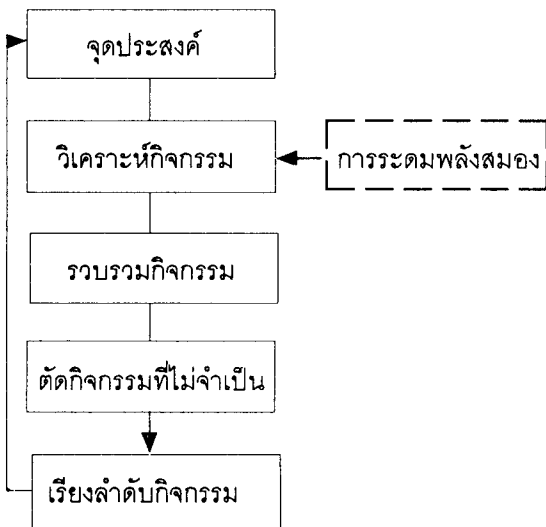 จุดประสงค์
วิเคราะห์กิจกรรม
การระดมพลังสมอง
รวบรวมกิจกรรม
ตัดกิจกรรมที่ไม่จำเป็น
เรียงลำดับกิจกรรม